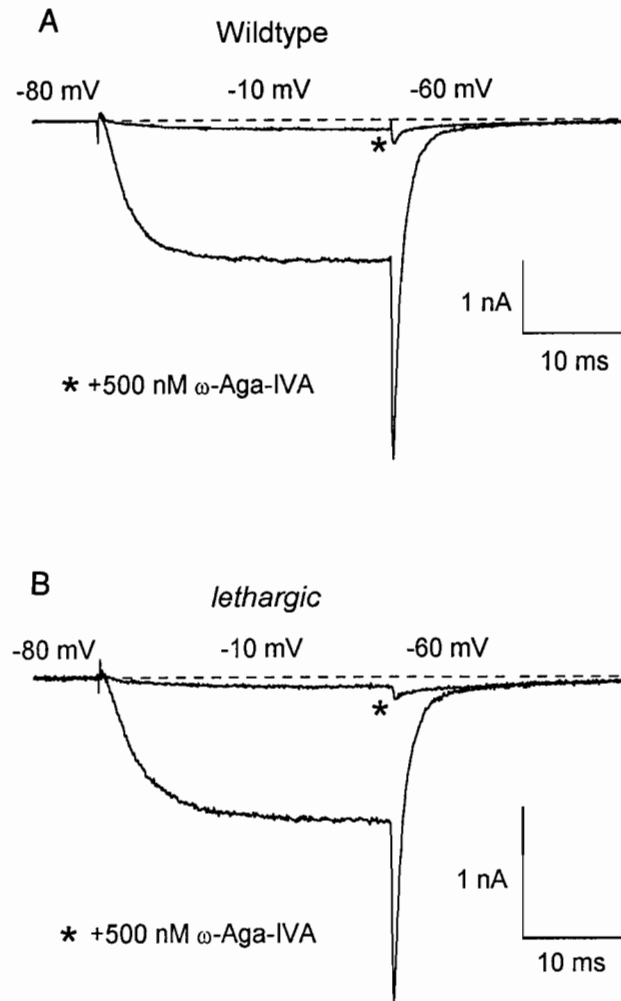 A
Wildtype
-80 mV -10 mV -60 mV
*
1 nA
10 ms
* +500 nM ω-Aga-IVA
B
lethargic
-80 mV -10 mV -60 mV
*
1 nA
* +500 nM ω-Aga-IVA
10 ms